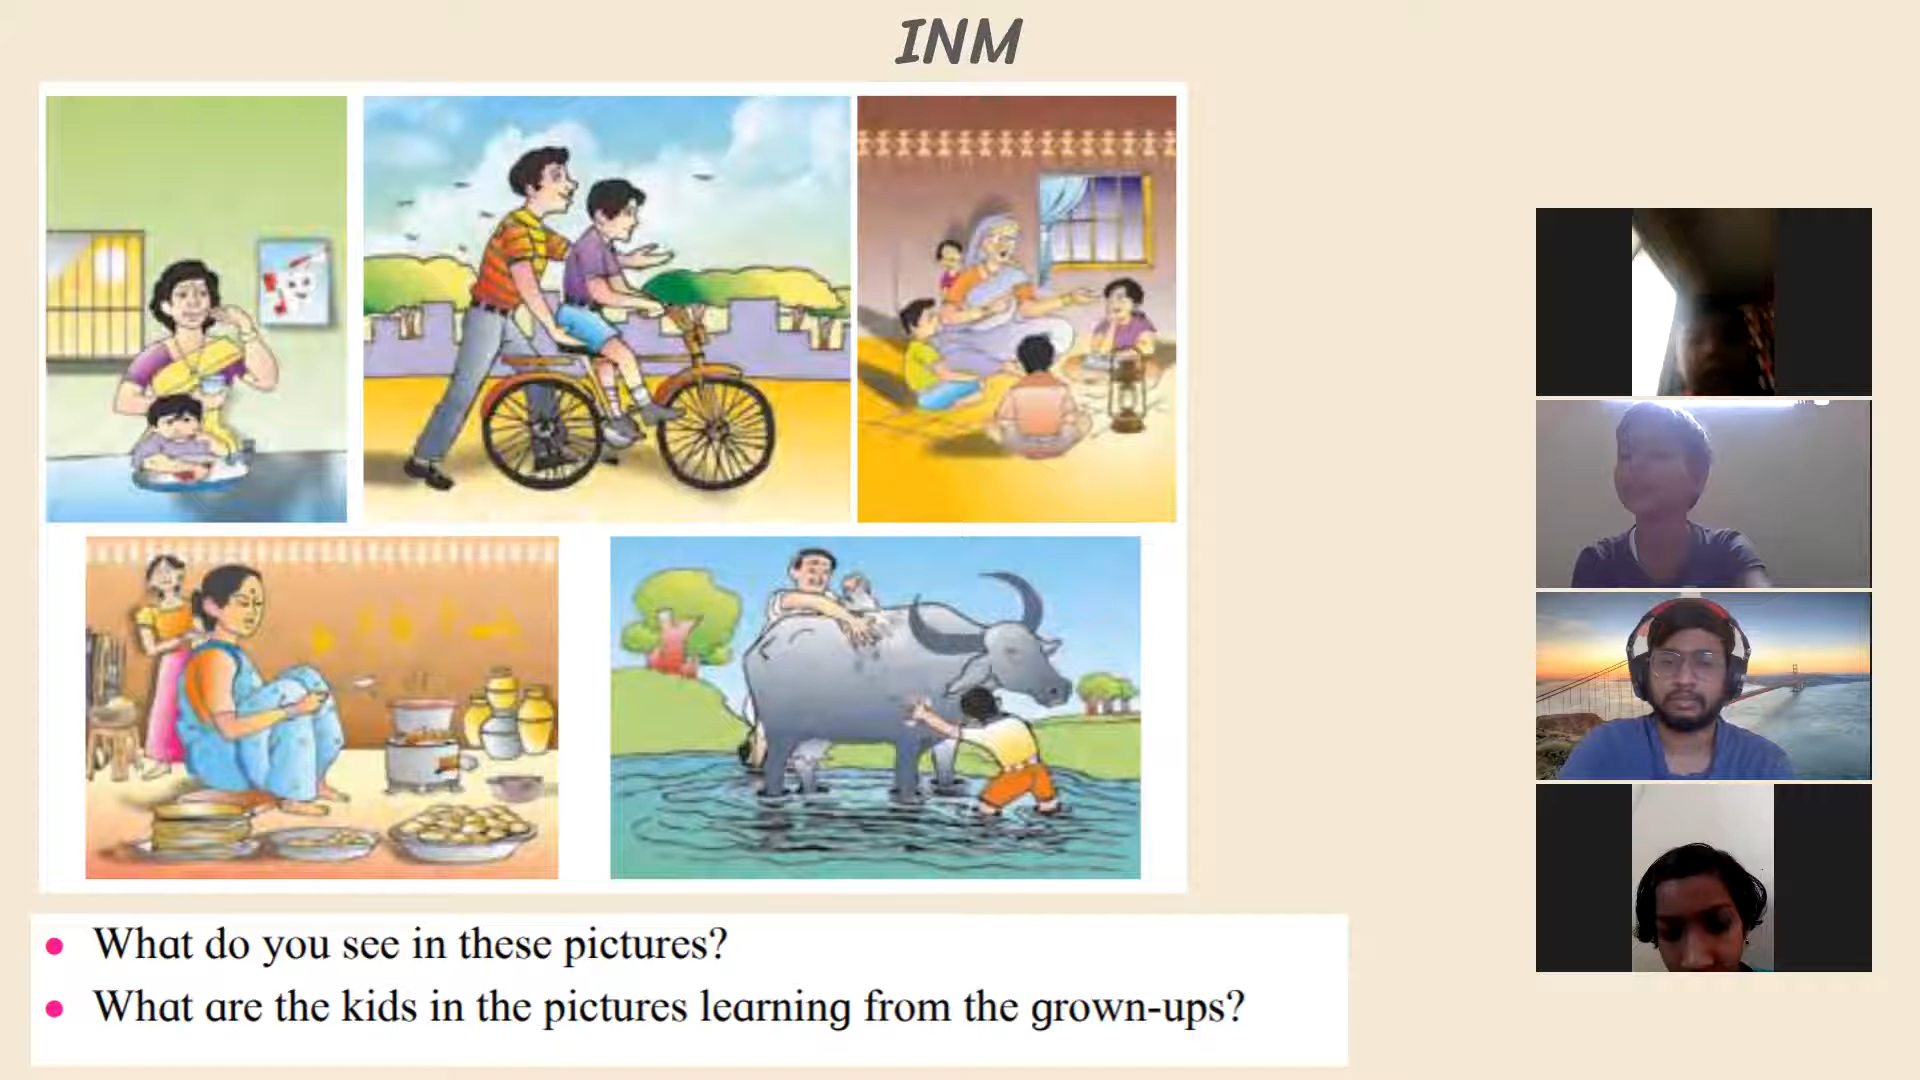 INM
What do you see in these pictures?
What are the kids in the pictures learning from the grown-ups?